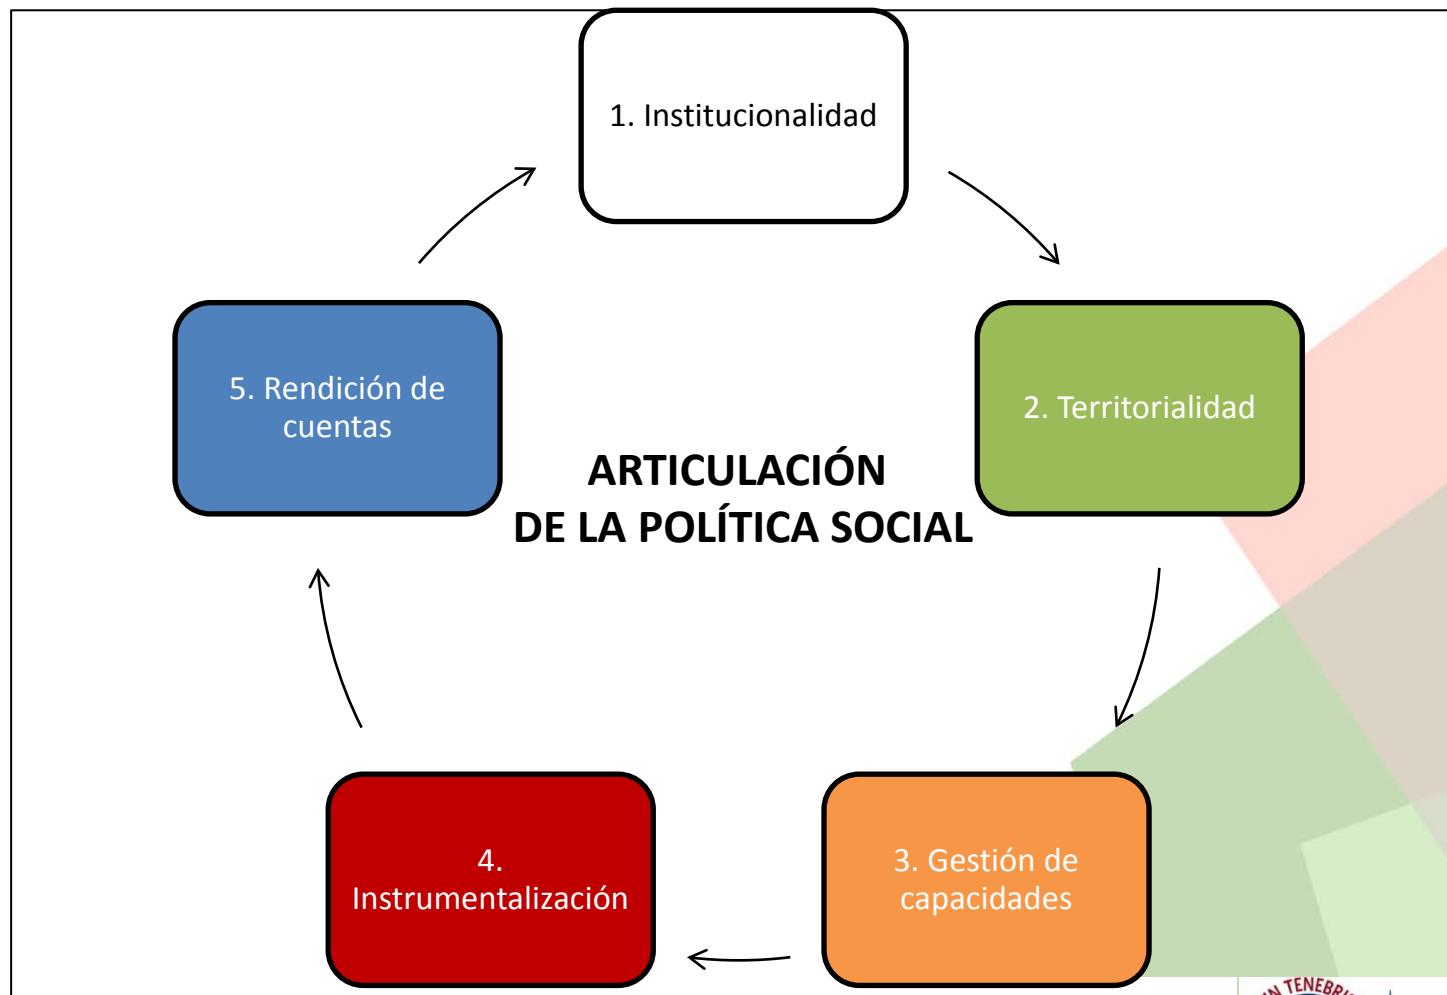 1. Institucionalidad
5. Rendición de
cuentas
2. Territorialidad
ARTICULACIÓN
DE LA POLÍTICA SOCIAL
4.
Instrumentalización
3. Gestión de
capacidades
IN